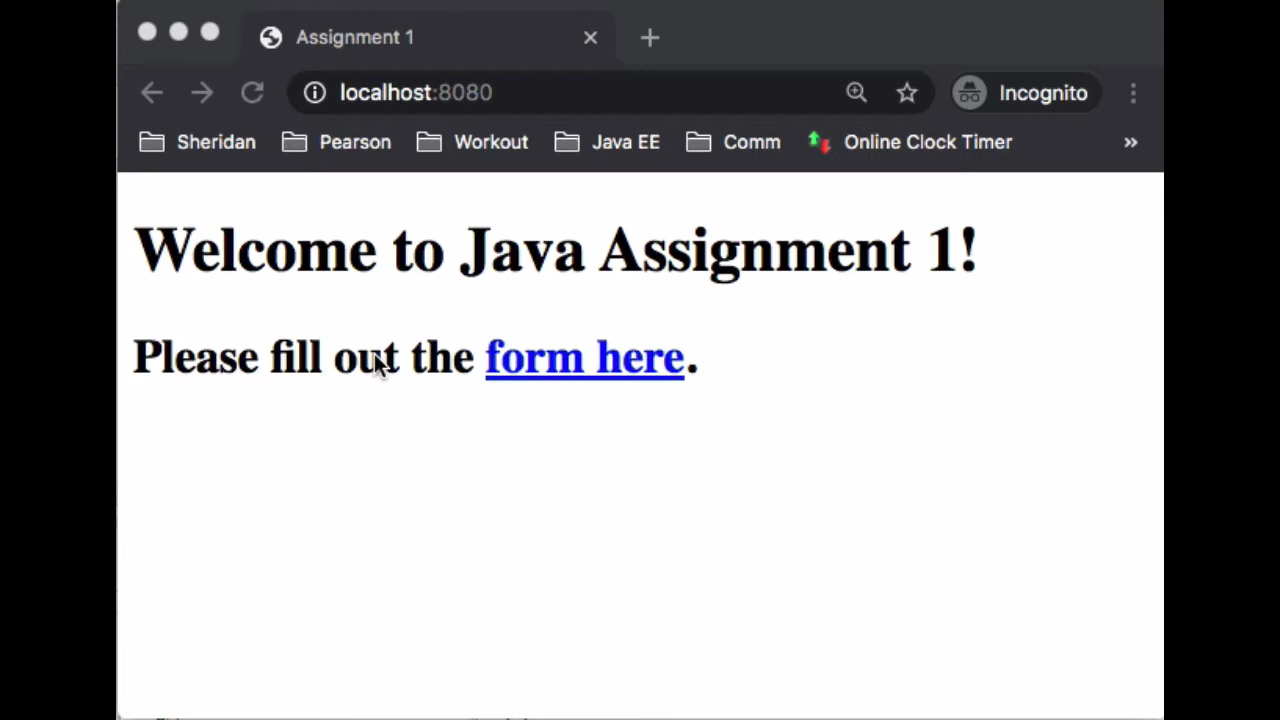 Assignment 1
localhost:8080
Incognito
Sheridan Pearson Workout Java EE Comm Online Clock Timer »
Welcome to Java Assignment 1!
Please fill out the form here.